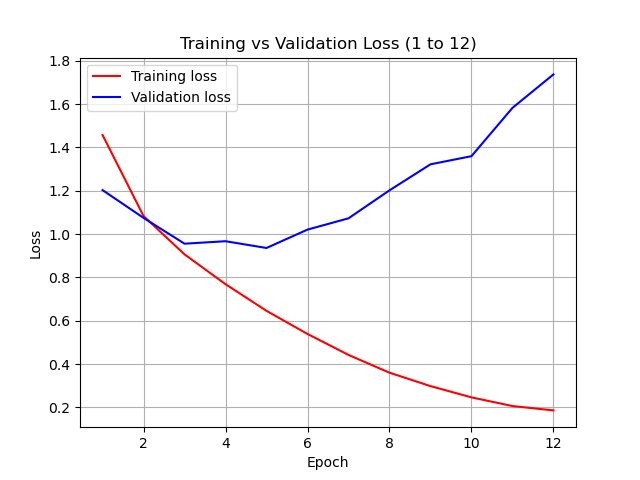 Training vs Validation Loss (1 to 12)
Training loss
Validation loss
Loss
1.8
1.6
1.4
1.2
1.0
0.8
0.6
0.4
0.2
2 4 6 8 10 12
Epoch